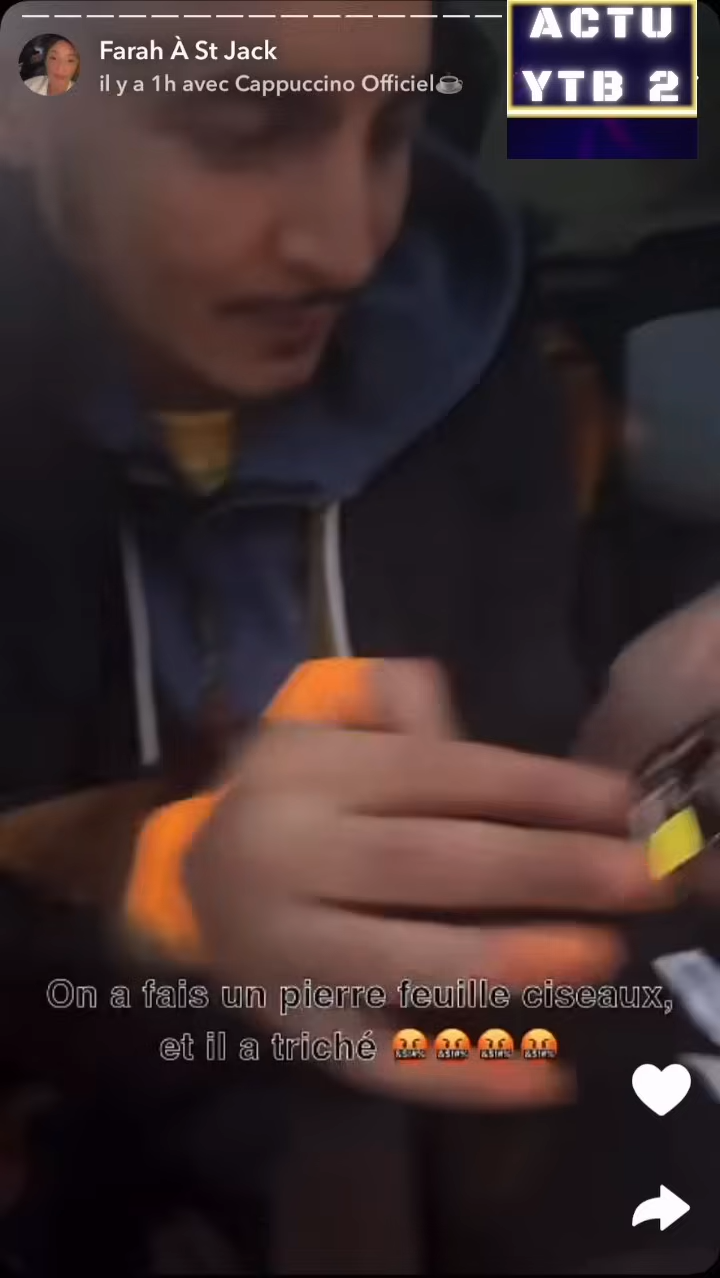 Farah À St Jack
il y a 1h avec Cappuccino Officiel☕
ACTU
YTB 2
On a fais un pierre feuille ciseaux,
et il a triché 🤬🤬🤬🤬